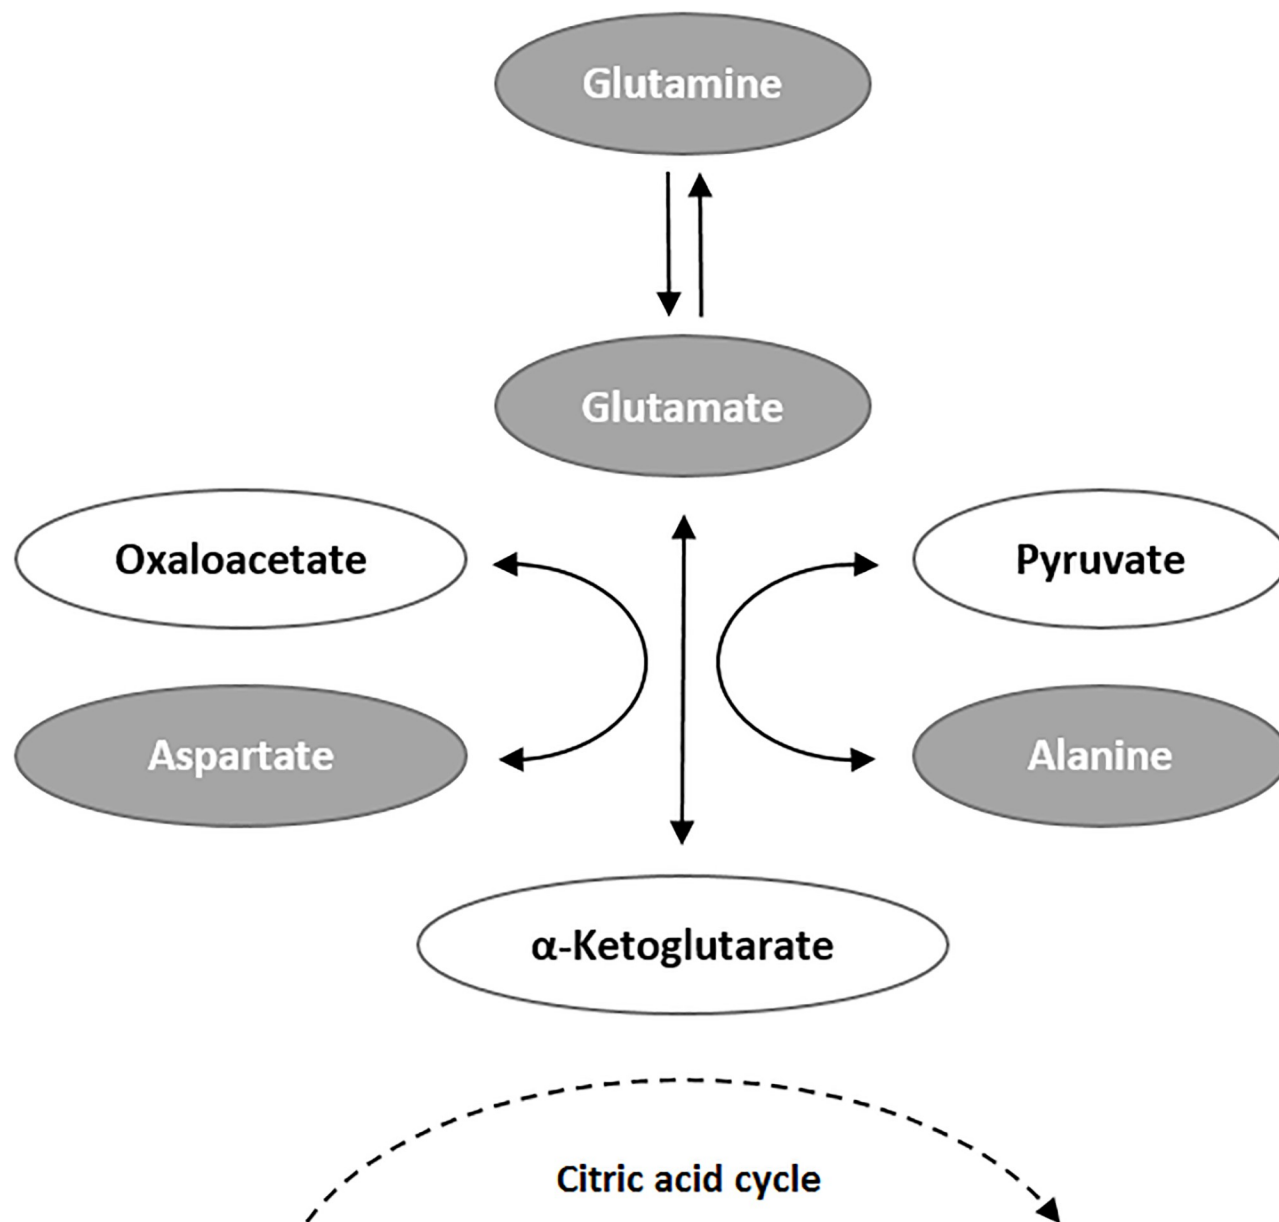 Glutamine
Glutamate
Oxaloacetate
Pyruvate
Aspartate
Alanine
α-Ketoglutarate
Citric acid cycle